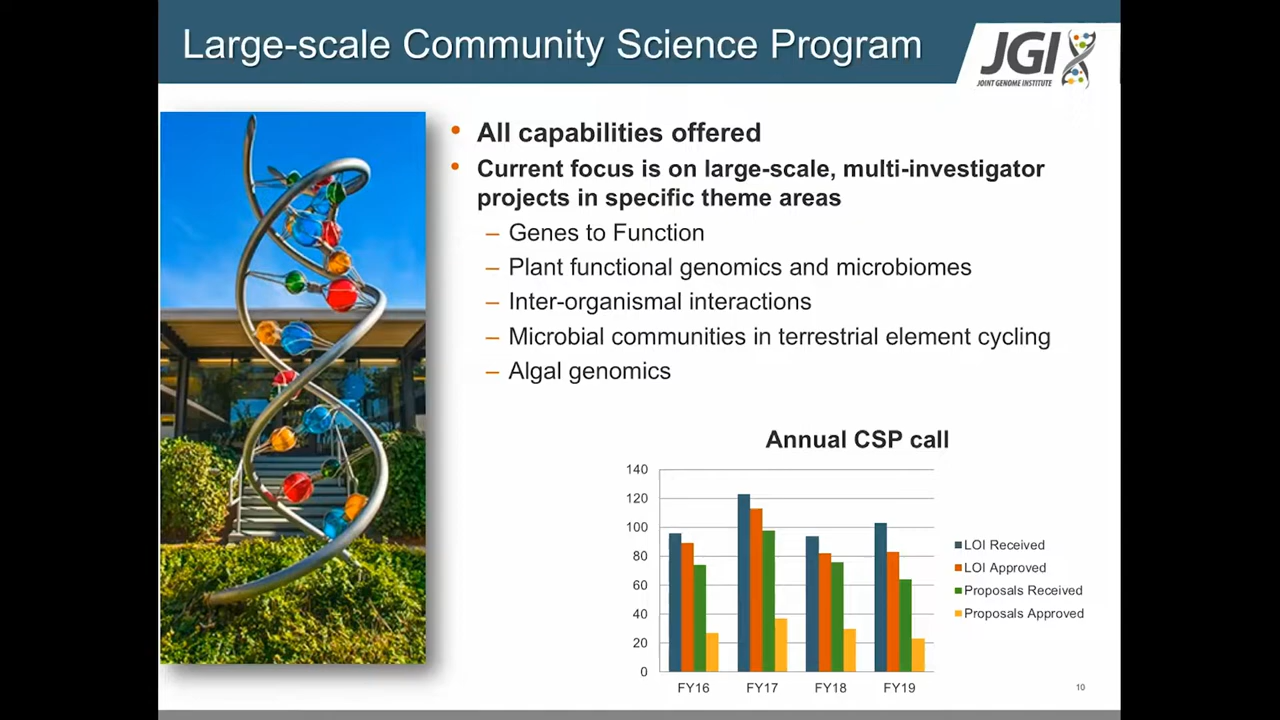 Large-scale Community Science Program
JGI
JOINT GENOME INSTITUTE
• All capabilities offered
• Current focus is on large-scale, multi-investigator
projects in specific theme areas
– Genes to Function
– Plant functional genomics and microbiomes
– Inter-organismal interactions
– Microbial communities in terrestrial element cycling
– Algal genomics
Annual CSP call
140
120
100
80
60
40
20
0
FY16 FY17 FY18 FY19
LOI Received
LOI Approved
Proposals Received
Proposals Approved
10